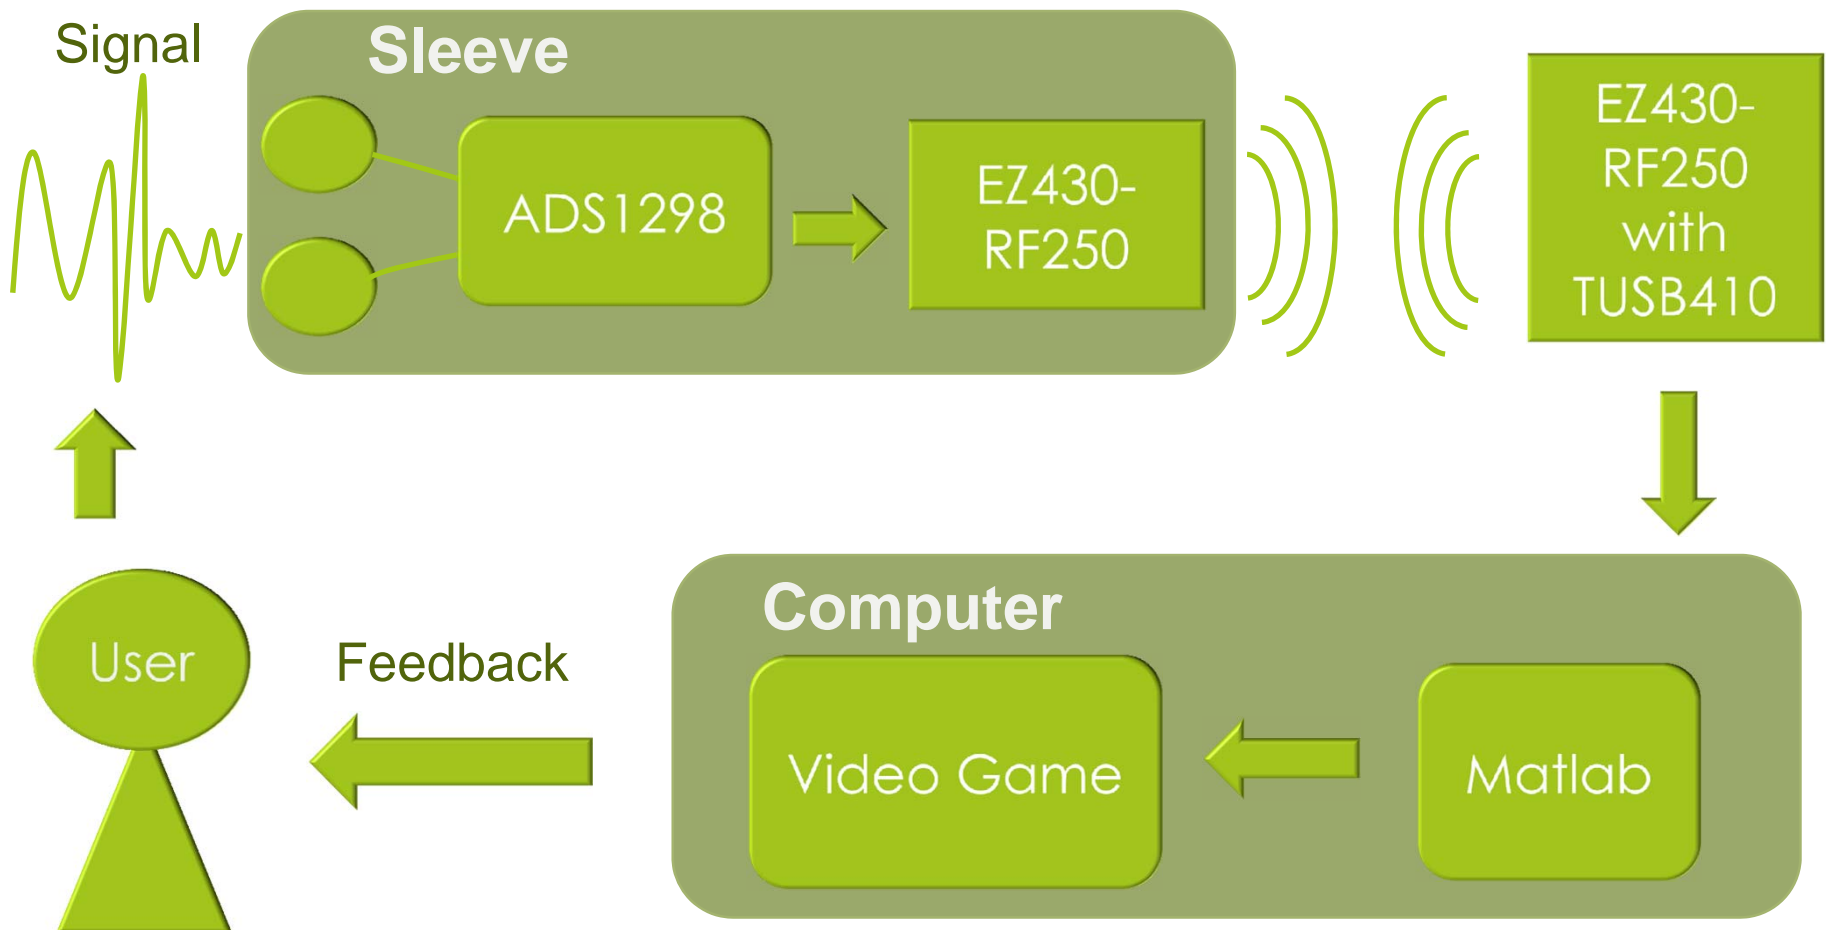 Signal
Sleeve
ADS1298
EZ430-
RF250
EZ430-
RF250
with
TUSB410
User
Feedback
Computer
Video Game
Matlab